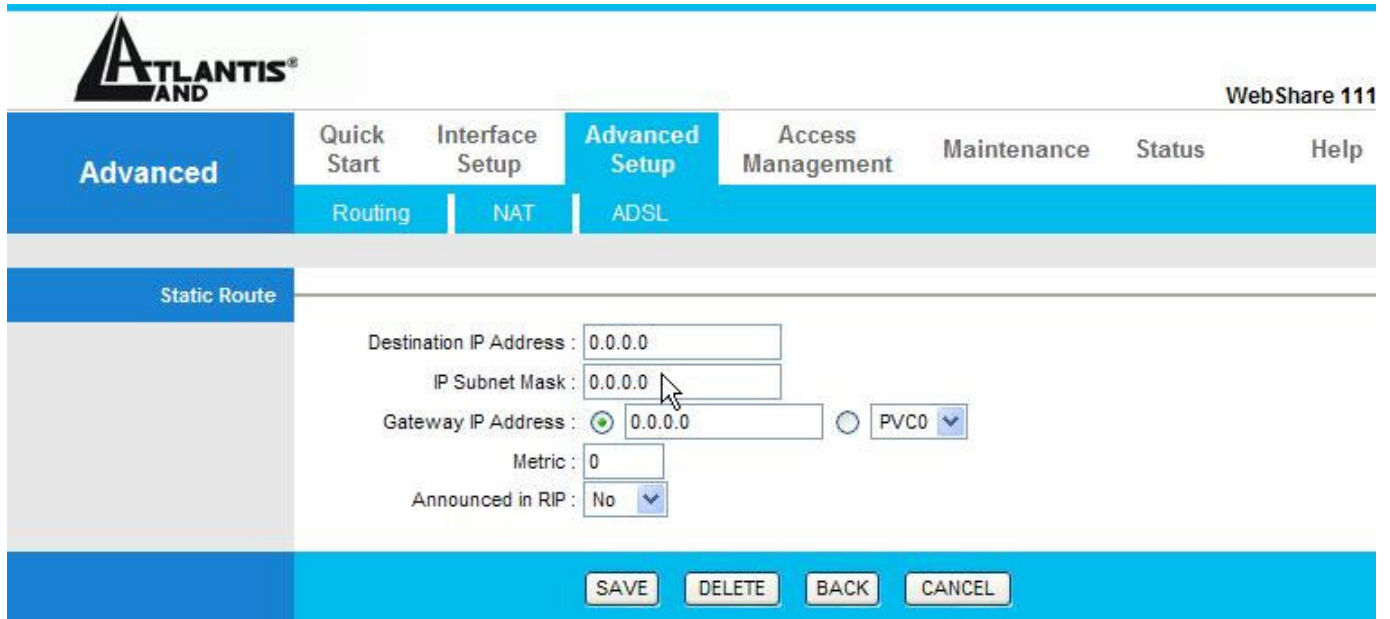 ATLANTIS®
LAND
WebShare 111
Advanced
Quick Start
Interface Setup
Advanced Setup
Access Management
Maintenance
Status
Help
Routing
NAT
ADSL
Static Route
Destination IP Address : 0.0.0.0
IP Subnet Mask : 0.0.0.0
Gateway IP Address : 0.0.0.0 PVC0
Metric : 0
Announced in RIP : No
SAVE DELETE BACK CANCEL